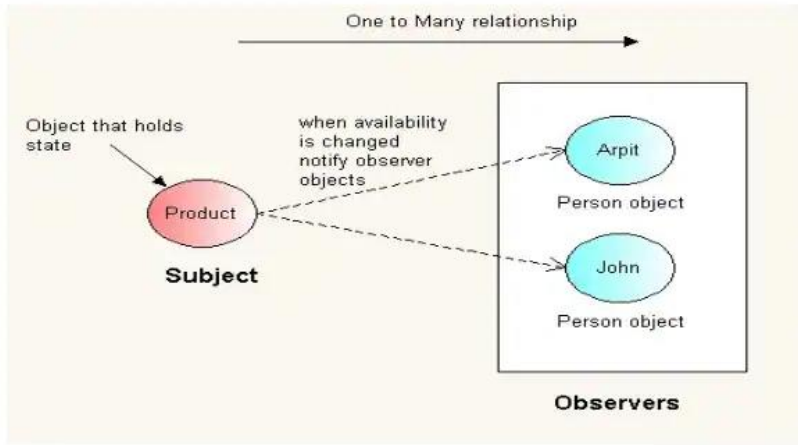 One to Many relationship
Object that holds
state
when availability
is changed
notify observer
objects
Product
Subject
Arpit
Person object
John
Person object
Observers